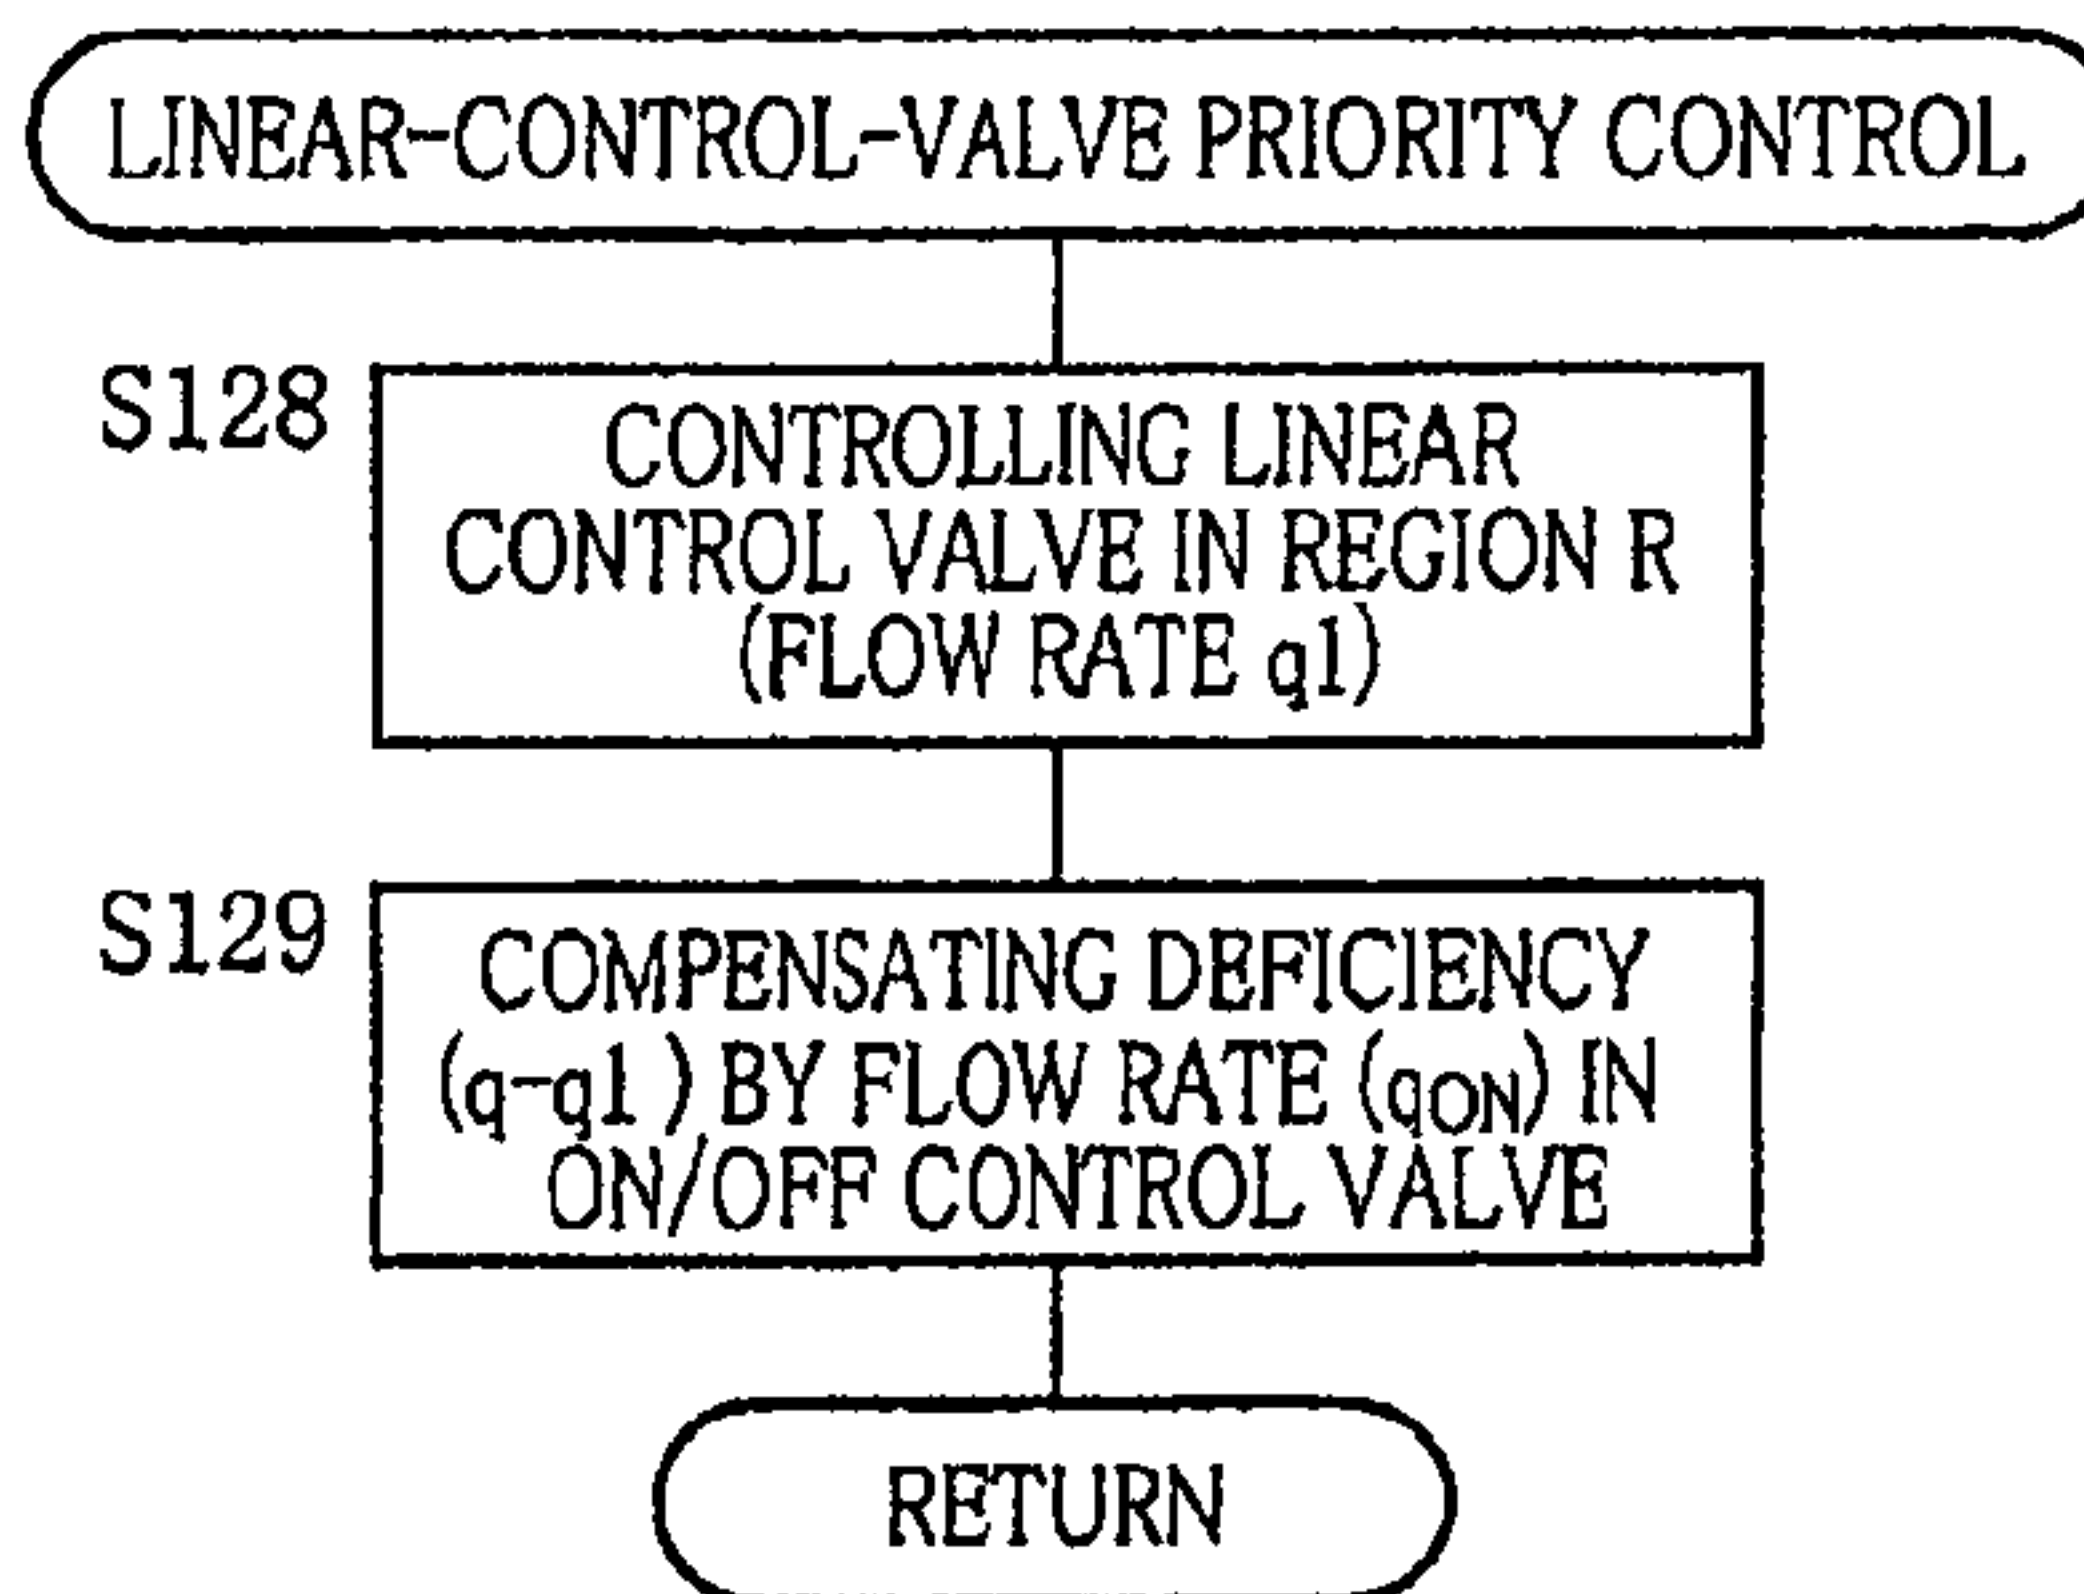 LINEAR-CONTROL-VALVE PRIORITY CONTROL
S128
CONTROLLING LINEAR
CONTROL VALVE IN REGION R
(FLOW RATE q1)
S129
COMPENSATING DEFICIENCY
(q-q1 ) BY FLOW RATE (qON) IN
ON/OFF CONTROL VALVE
RETURN